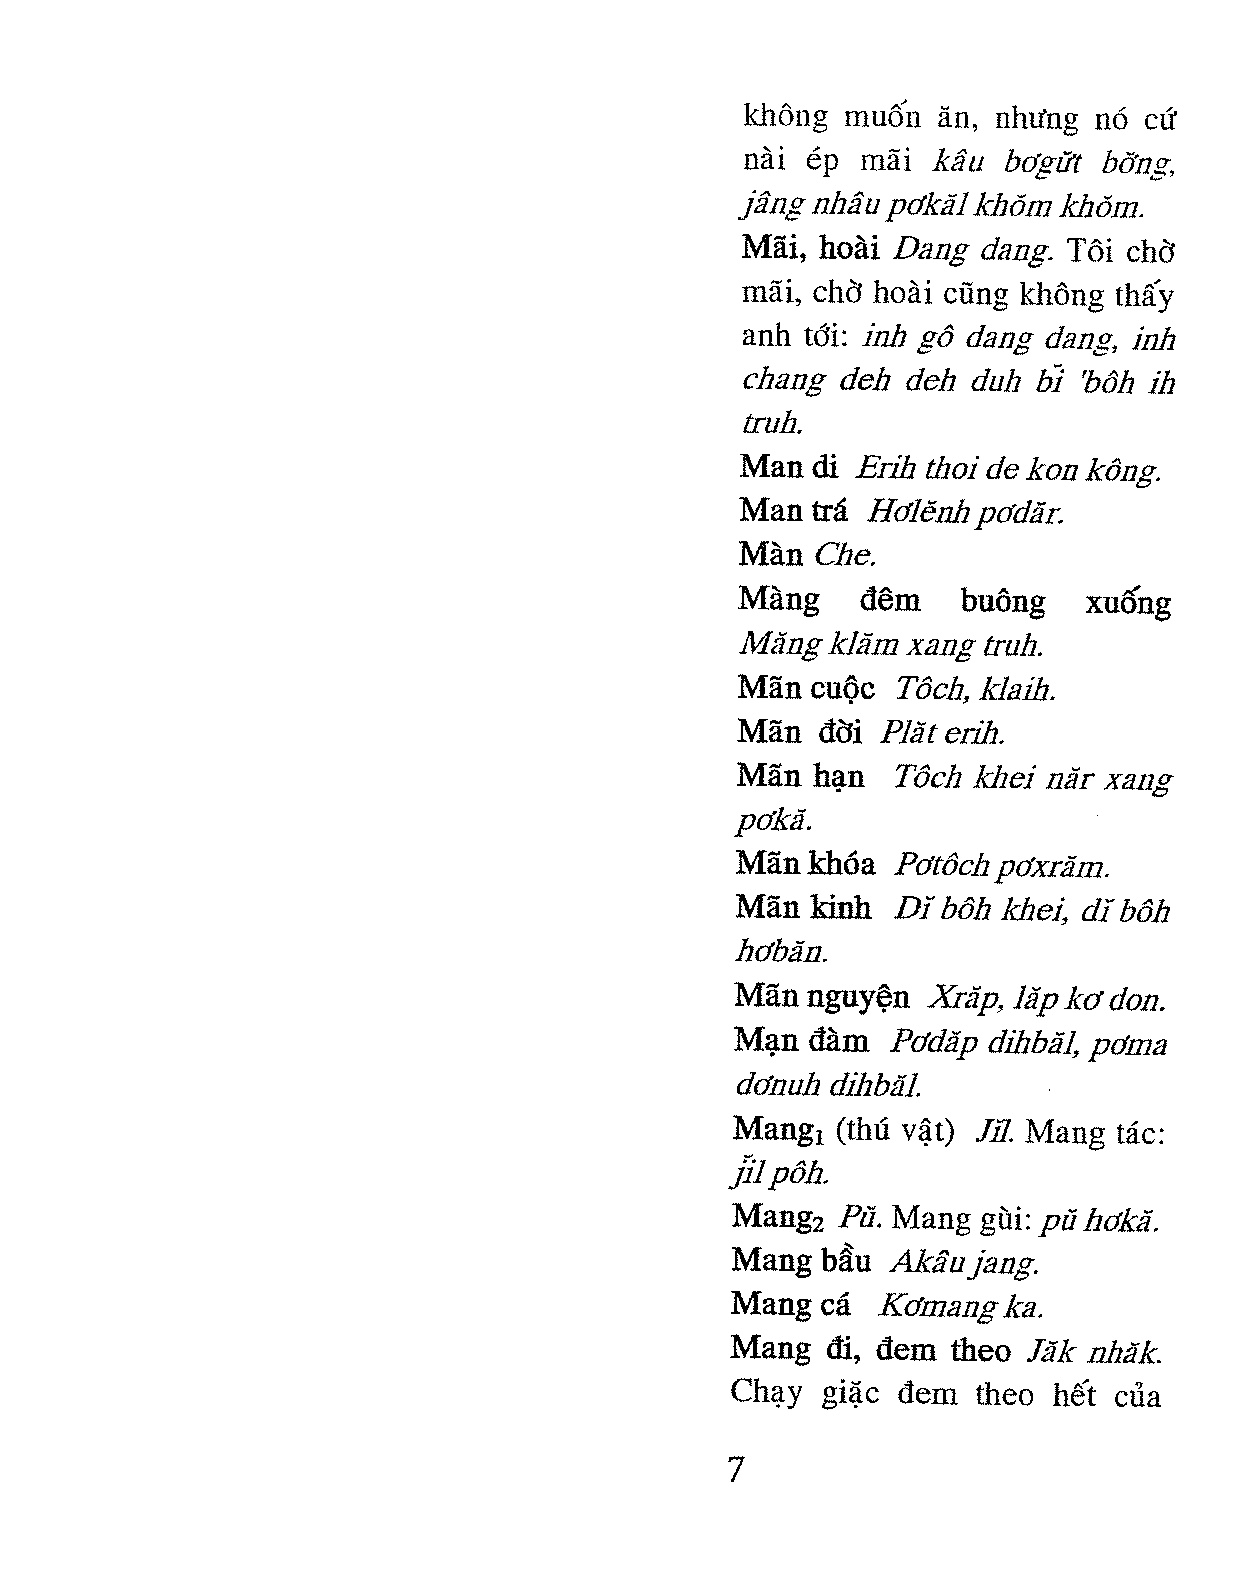 không muốn ăn, nhưng nó cứ
nài ép mãi kâu bơgữt bơ̆ng,
jâng nhâu pơkăl khŏm khŏm.
Mãi, hoài Dang dang. Tôi chờ
mãi, chờ hoài cũng không thấy
anh tới: inh gô dang dang, inh
chang deh deh duh bĭ 'bôh ih
truh.
Man di Erih thoi de kon kông.
Man trá Hơlĕnh pơdăr.
Màn Che.
Màng đêm buông xuống
Măng klăm xang truh.
Mãn cuộc Tôch, klaih.
Mãn đời Plăt erih.
Mãn hạn Tôch khei năr xang
pơkă.
Mãn khóa Pơtôch pơxrăm.
Mãn kinh Dĭ bôh khei, dĭ bôh
hơbăn.
Mãn nguyện Xrăp, lăp kơ don.
Mạn đàm Pơdăp dihbăl, pơma
dơnuh dihbăl.
Mang₁ (thú vật) Jĭl. Mang tác:
jĭl pôh.
Mang₂ Pŭ. Mang gùi: pŭ hơkă.
Mang bầu Akâu jang.
Mang cá Kơmang ka.
Mang đi, đem theo Jăk nhăk.
Chạy giặc đem theo hết của
7